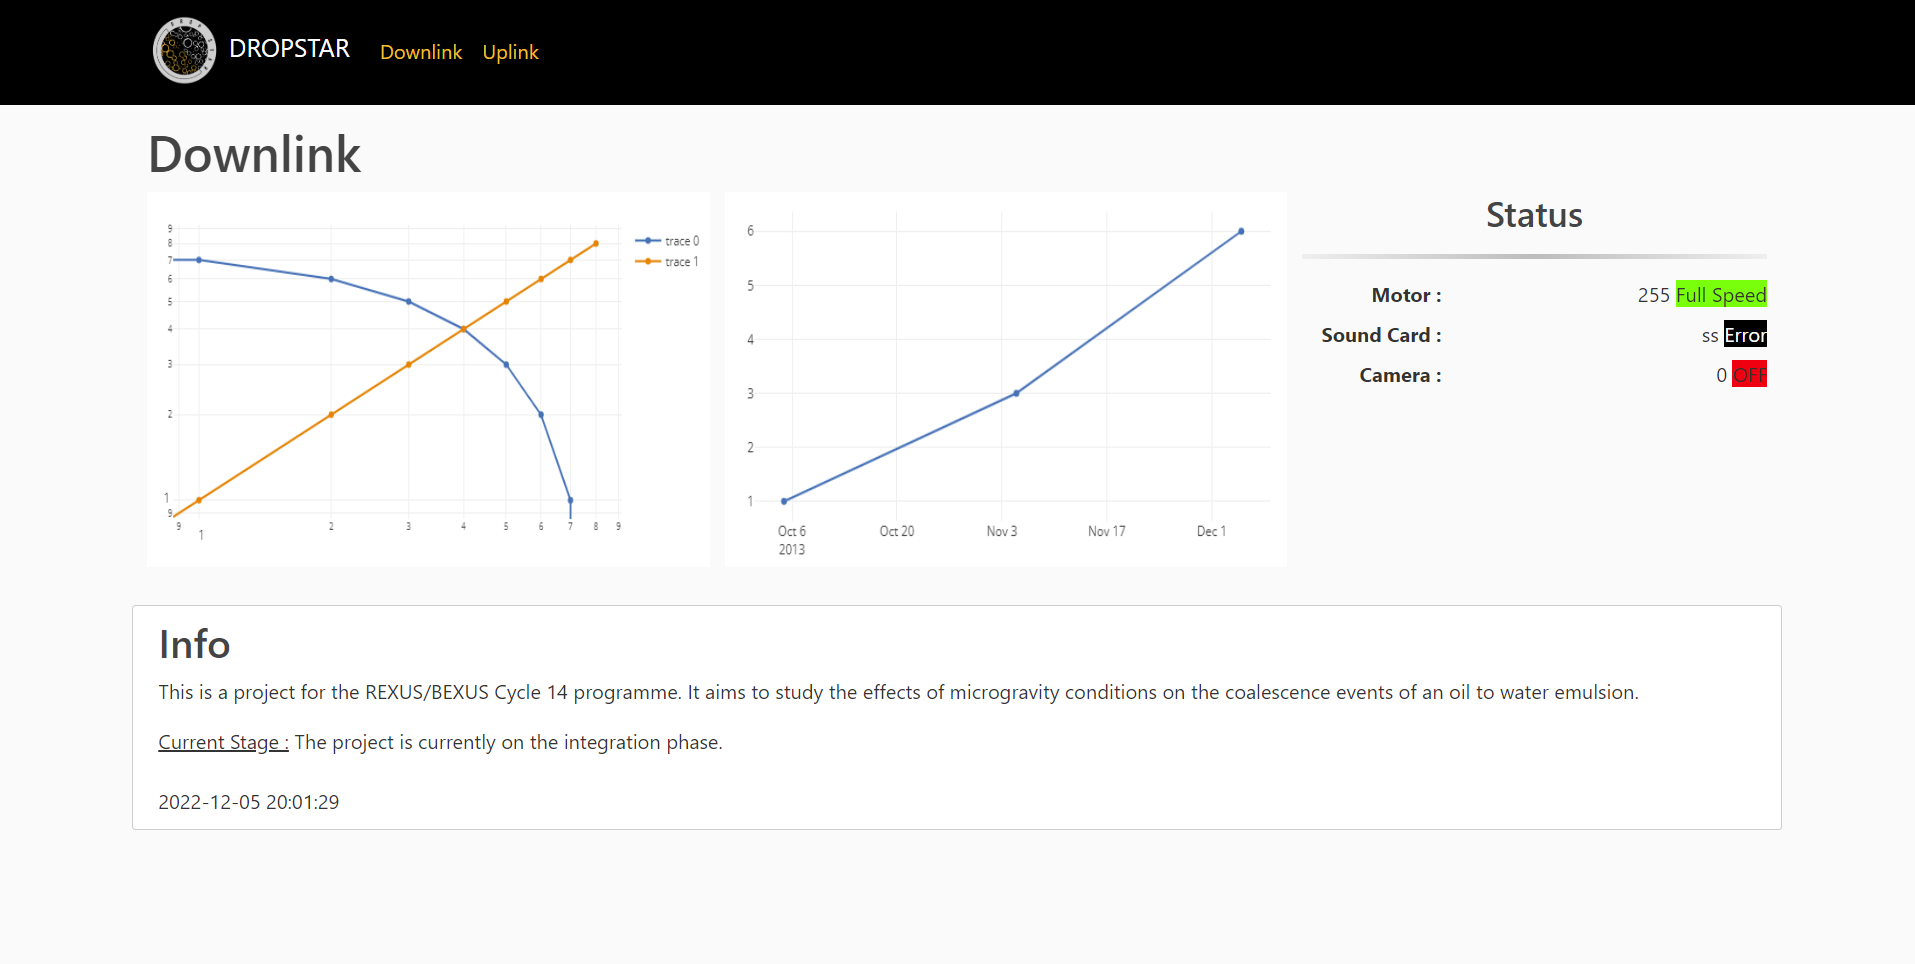 DROPSTAR Downlink Uplink
Downlink
9
8
7
6
5
4
3
2
1
9
9 2 3 4 5 6 7 8 9
1
trace 0
trace 1
6
5
4
3
2
1
Oct 6 Oct 20 Nov 3 Nov 17 Dec 1
2013
Status
Motor : 255 Full Speed
Sound Card : ss Error
Camera : 0 OFF
Info
This is a project for the REXUS/BEXUS Cycle 14 programme. It aims to study the effects of microgravity conditions on the coalescence events of an oil to water emulsion.
Current Stage : The project is currently on the integration phase.
2022-12-05 20:01:29